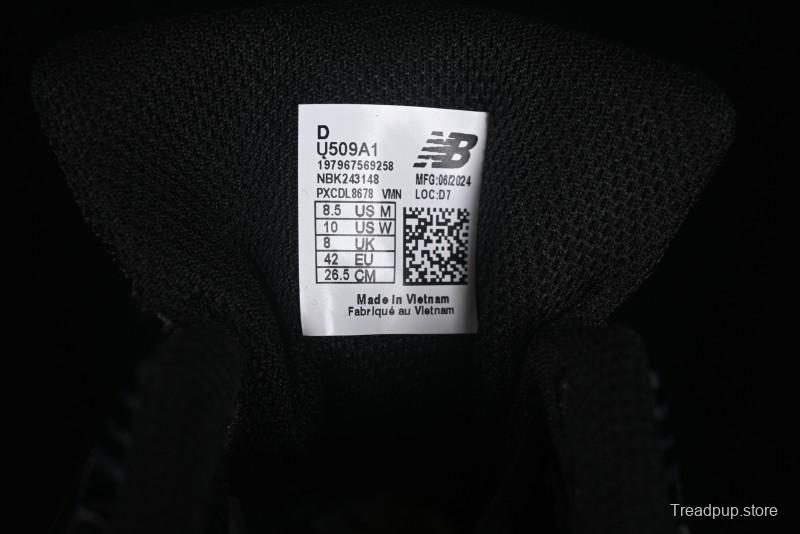 D
U509A1
197967569258
NBK243148
PXCDL8678 VMN
NB
MFG:06/2024
LOC:D7
8.5 US M
10 US W
8 UK
42 EU
26.5 CM
Made in Vietnam
Fabriqué au Vietnam
Treadpup.store